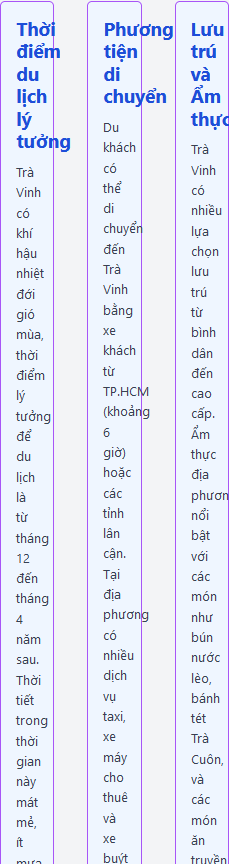 Thời
điểm
du
lịch
lý
tưởng
Trà
Vinh
có
khí
hậu
nhiệt
đới
gió
mùa,
thời
điểm
lý
tưởng
để
du
lịch
là
từ
tháng
12
đến
tháng
4
năm
sau.
Thời
tiết
trong
thời
gian
này
mát
mẻ,
ít
mưa
Phương
tiện
di
chuyển
Du
khách
có
thể
di
chuyển
đến
Trà
Vinh
bằng
xe
khách
từ
TP.HCM
(khoảng
6
giờ)
hoặc
các
tỉnh
lân
cận.
Tại
địa
phương
có
nhiều
dịch
vụ
taxi,
xe
máy
cho
thuê
và
xe
buýt
Lưu
trú
và
Ẩm
thực
Trà
Vinh
có
nhiều
lựa
chọn
lưu
trú
từ
bình
dân
đến
cao
cấp.
Ẩm
thực
địa
phương
nổi
bật
với
các
món
như
bún
nước
lèo,
bánh
tét
Trà
Cuôn,
và
các
món
ăn
truyền